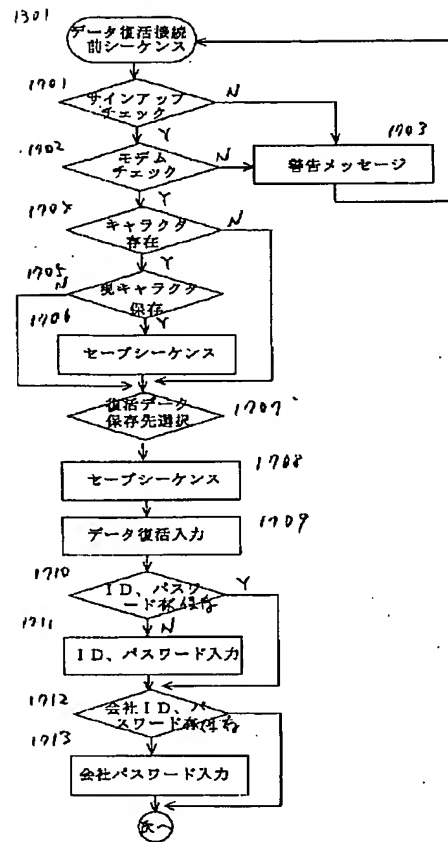 1301
データ復活接続
前シーケンス
1701
サインアップ
チェック
N
Y
1702
モデム
チェック
N
1703
警告メッセージ
Y
キャラクタ
存在
N
Y
1705
N
現キャラクタ
保存
Y
1706
セーブシーケンス
復活データ
保存先選択
1707
1708
セーブシーケンス
1709
データ復活入力
1710
ID、パスワ
Y
N
1711
ID、パスワード入力
1712
会社ID、パ
1713
会社パスワード入力
次へ